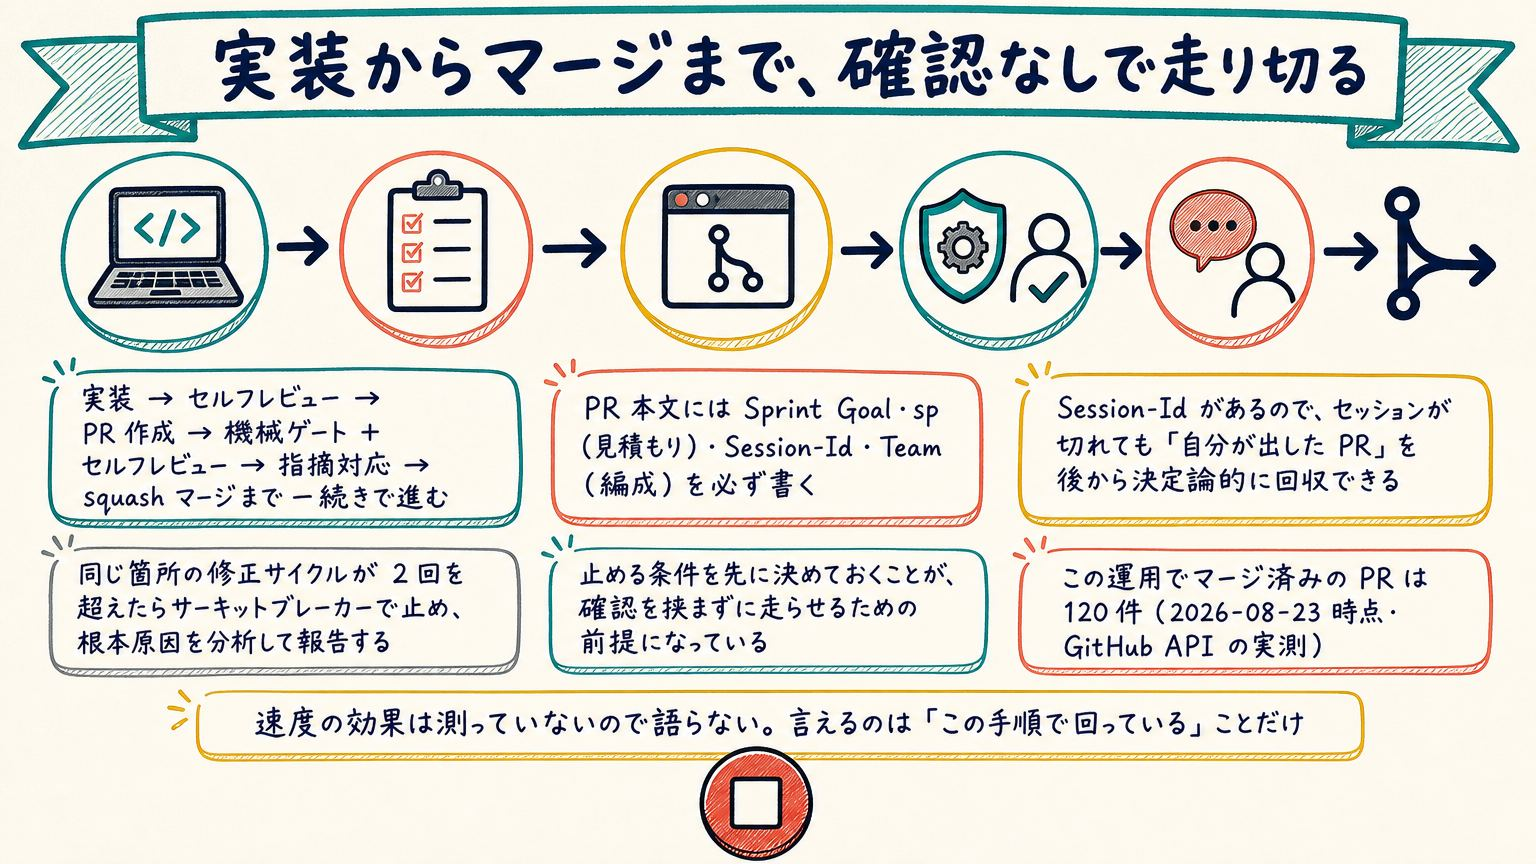 実装からマージまで、確認なしで走り切る
</>
実装 → セルフレビュー →
PR 作成 → 機械ゲート +
セルフレビュー → 指摘対応 →
squash マージまで一続きで進む
PR 本文には Sprint Goal・sp
(見積もり)・Session-Id・Team
(編成)を必ず書く
Session-Id があるので、セッションが
切れても「自分が出した PR」を
後から決定論的に回収できる
同じ箇所の修正サイクルが 2 回を
超えたらサーキットブレーカーで止め、
根本原因を分析して報告する
止める条件を先に決めておくことが、
確認を挟まずに走らせるための
前提になっている
この運用でマージ済みの PR は
120 件(2026-08-23 時点・
GitHub API の実測)
速度の効果は測っていないので語らない。言えるのは「この手順で回っている」ことだけ